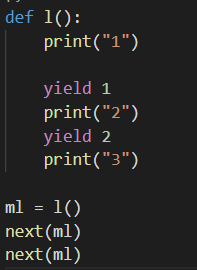 def l():
    print("1")

    yield 1
    print("2")
    yield 2
    print("3")

ml = l()
next(ml)
next(ml)